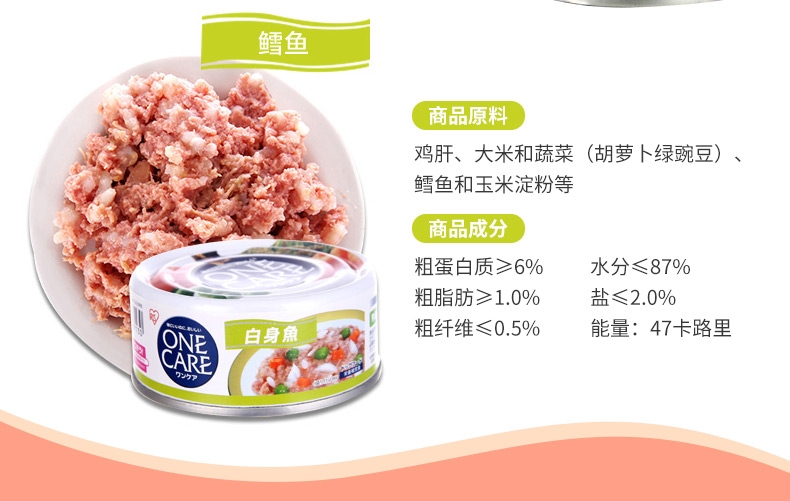 鳕鱼
商品原料
鸡肝、大米和蔬菜（胡萝卜绿豌豆）、
鳕鱼和玉米淀粉等
商品成分
粗蛋白质≥6% 水分≤87%
粗脂肪≥1.0% 盐≤2.0%
粗纤维≤0.5% 能量：47卡路里
ONE
CARE
ONE
CARE
ワンケア
白身魚